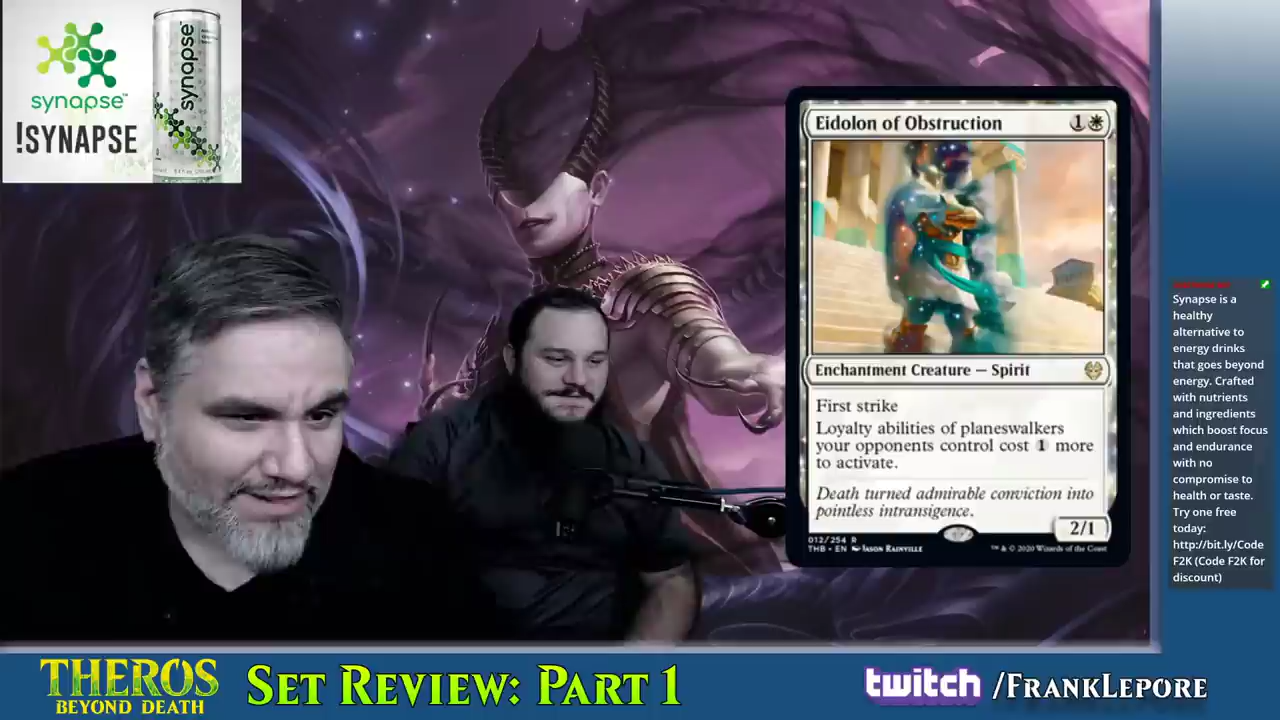 synapse™
!SYNAPSE
synapse
Eidolon of Obstruction 1
Enchantment Creature — Spirit
First strike
Loyalty abilities of planeswalkers
your opponents control cost 1 more
to activate.
Death turned admirable conviction into
pointless intransigence.
2/1
012/254 R
THB • EN JASON RAINVILLE
™ & © 2020 Wizards of the Coast
Synapse is a
healthy
alternative to
energy drinks
that goes beyond
energy. Crafted
with nutrients
and ingredients
which boost focus
and endurance
with no
compromise to
health or taste.
Try one free
today:
http://bit.ly/Code
F2K (Code F2K for
discount)
THEROS
BEYOND DEATH
SET REVIEW: PART 1
twitch /FRANKLEPORE